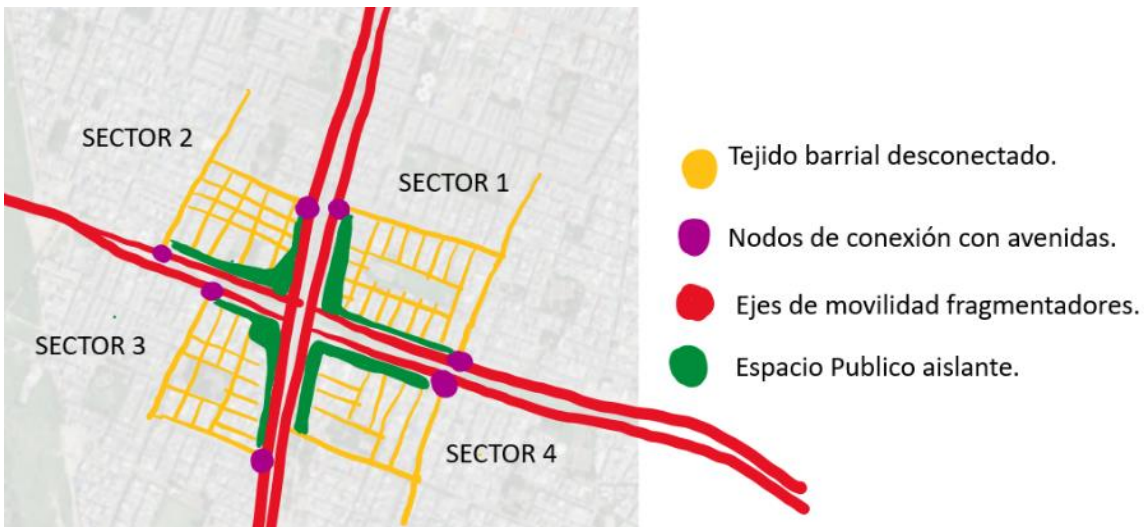 SECTOR 2
SECTOR 1
SECTOR 3
SECTOR 4
Tejido barrial desconectado.
Nodos de conexión con avenidas.
Ejes de movilidad fragmentadores.
Espacio Publico aislante.